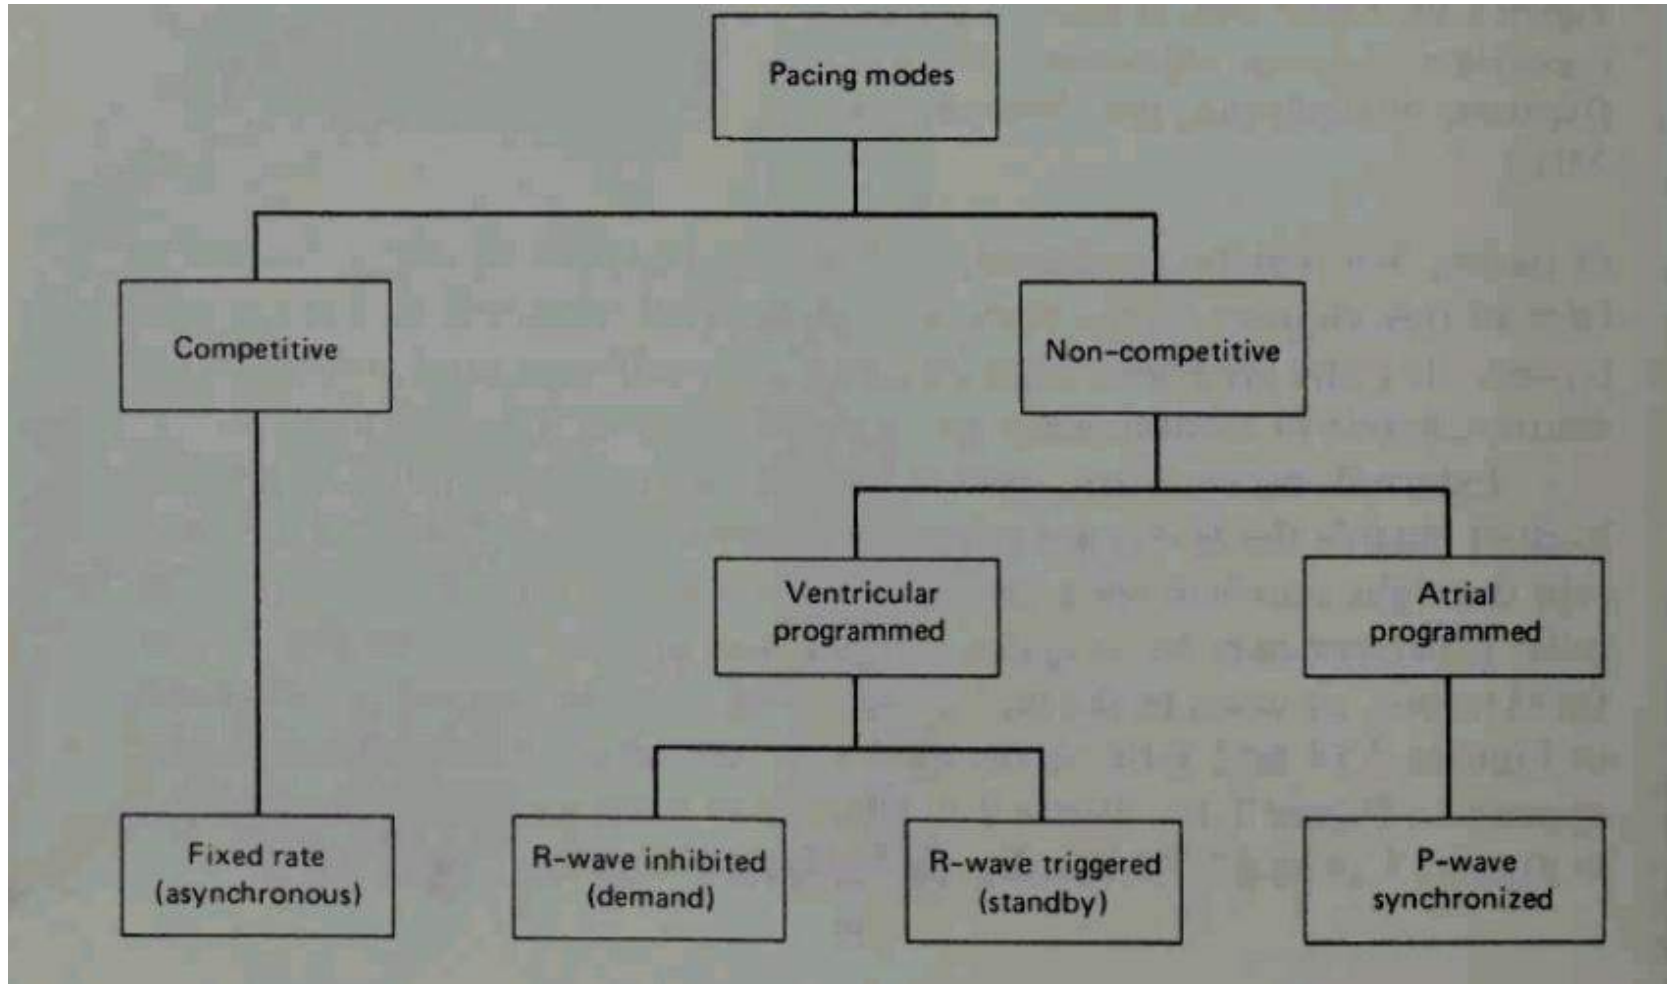 Pacing modes
Competitive
Non-competitive
Ventricular
programmed
Atrial
programmed
Fixed rate
(asynchronous)
R-wave inhibited
(demand)
R-wave triggered
(standby)
P-wave
synchronized